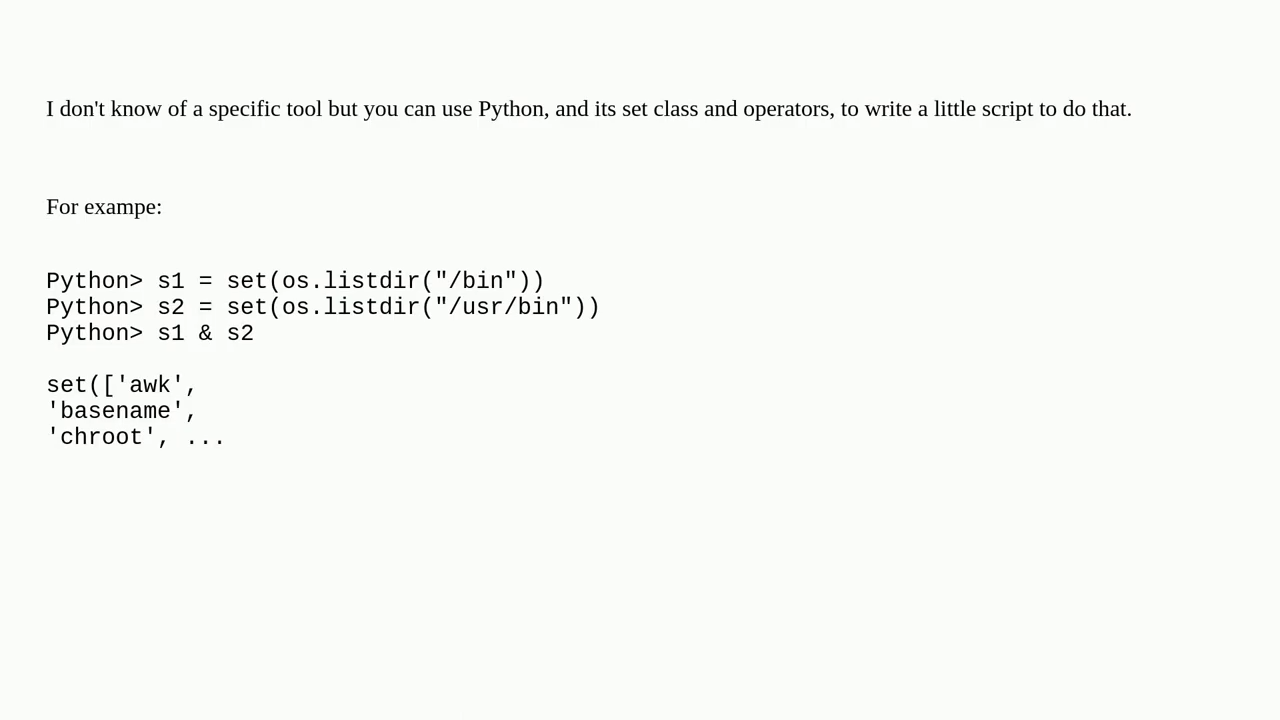 I don't know of a specific tool but you can use Python, and its set class and operators, to write a little script to do that.
For exampe:
Python> s1 = set(os.listdir("/bin"))
Python> s2 = set(os.listdir("/usr/bin"))
Python> s1 & s2
set(['awk',
'basename',
'chroot', ...